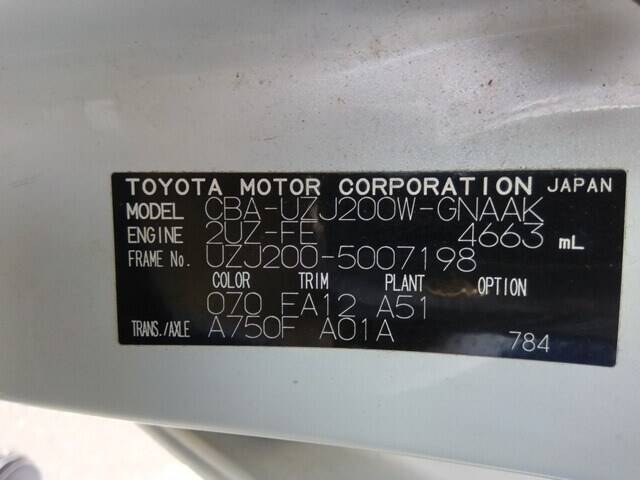 TOYOTA MOTOR CORPORATION JAPAN
MODEL CBA-UZJ200W-GNAAK
ENGINE 2UZ-FE 4663 mL
FRAME No. UZJ200-5007198
COLOR TRIM PLANT OPTION
070 FA12 A51
TRANS./AXLE A750F A01A 784